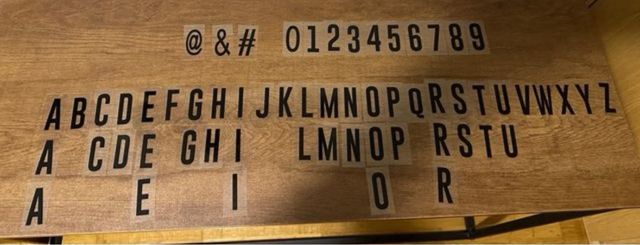 @ & # 0123456789
ABCDEFGHIJKLMNOPQRSTUVWXYZ
A CDE GHI LMNOP RSTU
A E I O R